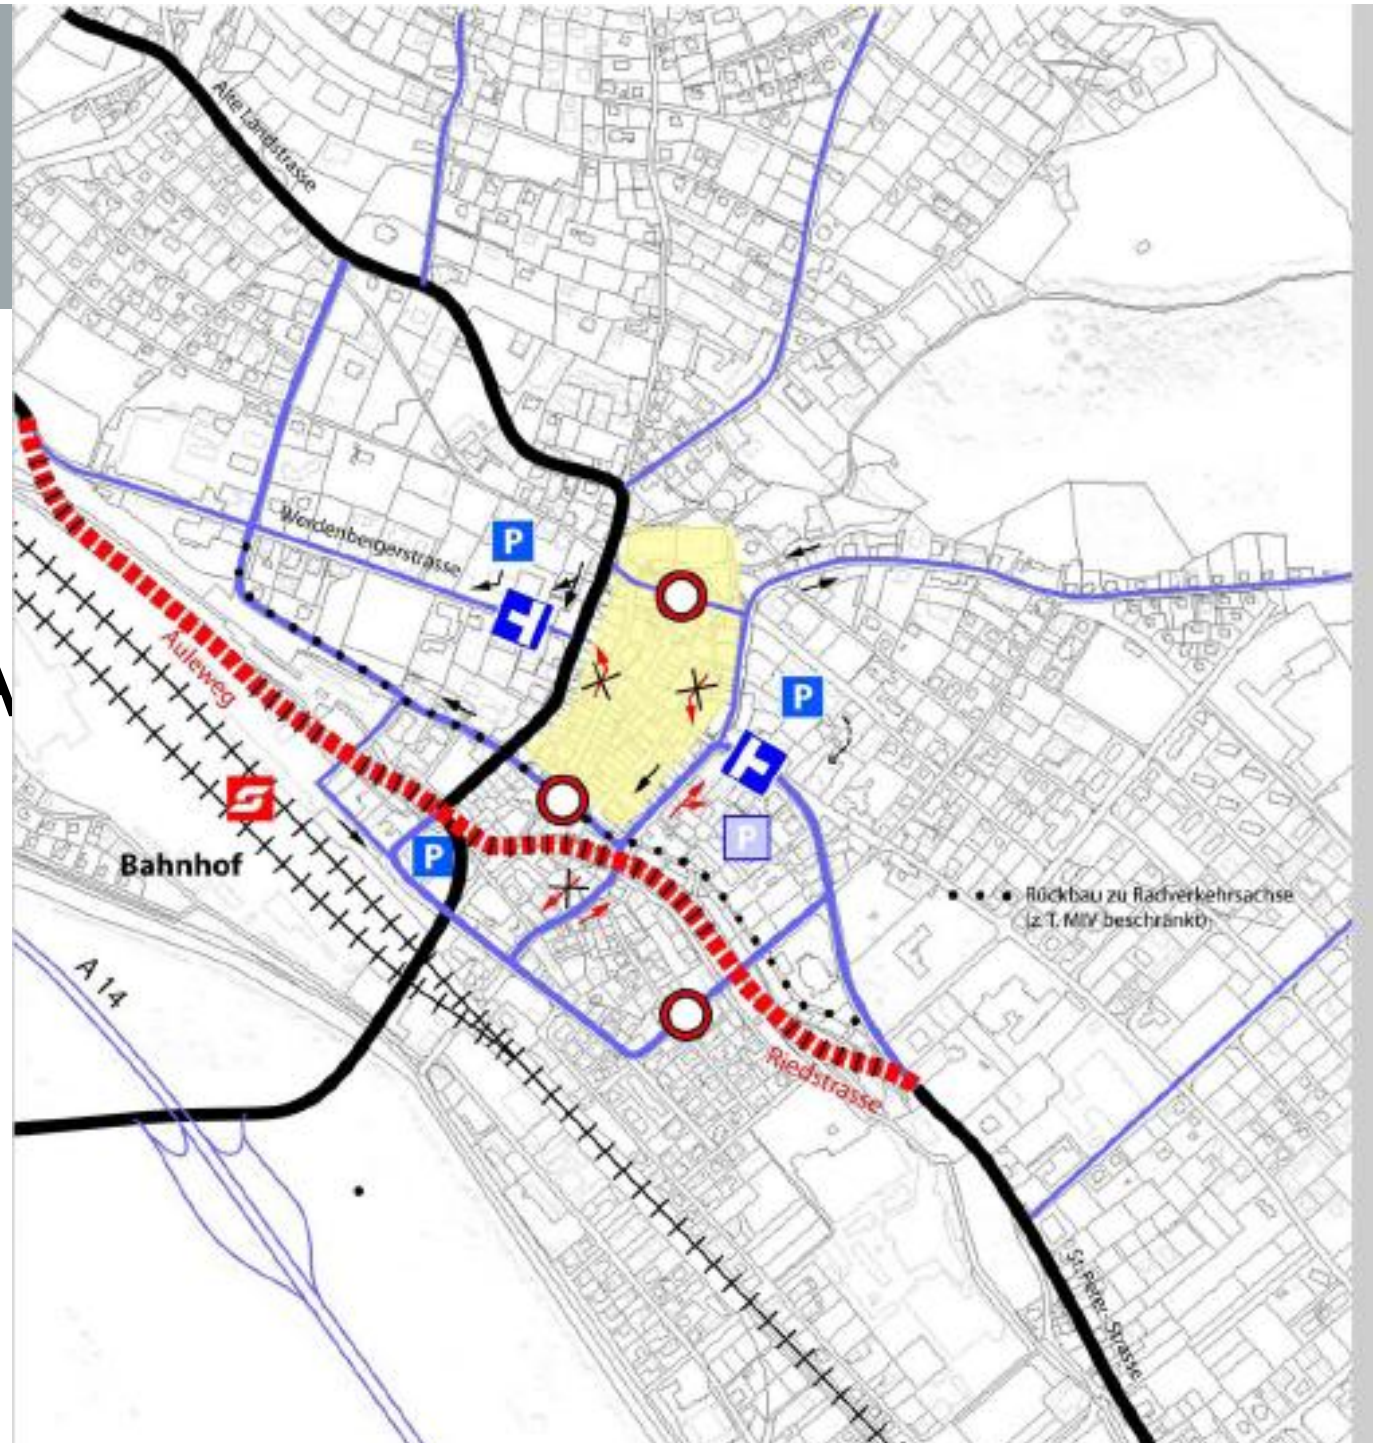 Alte Landstrasse
P
Weidenbergerstrasse
P
Auleweg
P
P
Bahnhof
Rückbau zu Radverkehrsachse
(z.T. MIV beschränkt)
A 14
Riedstrasse
St.-Peter-Strasse